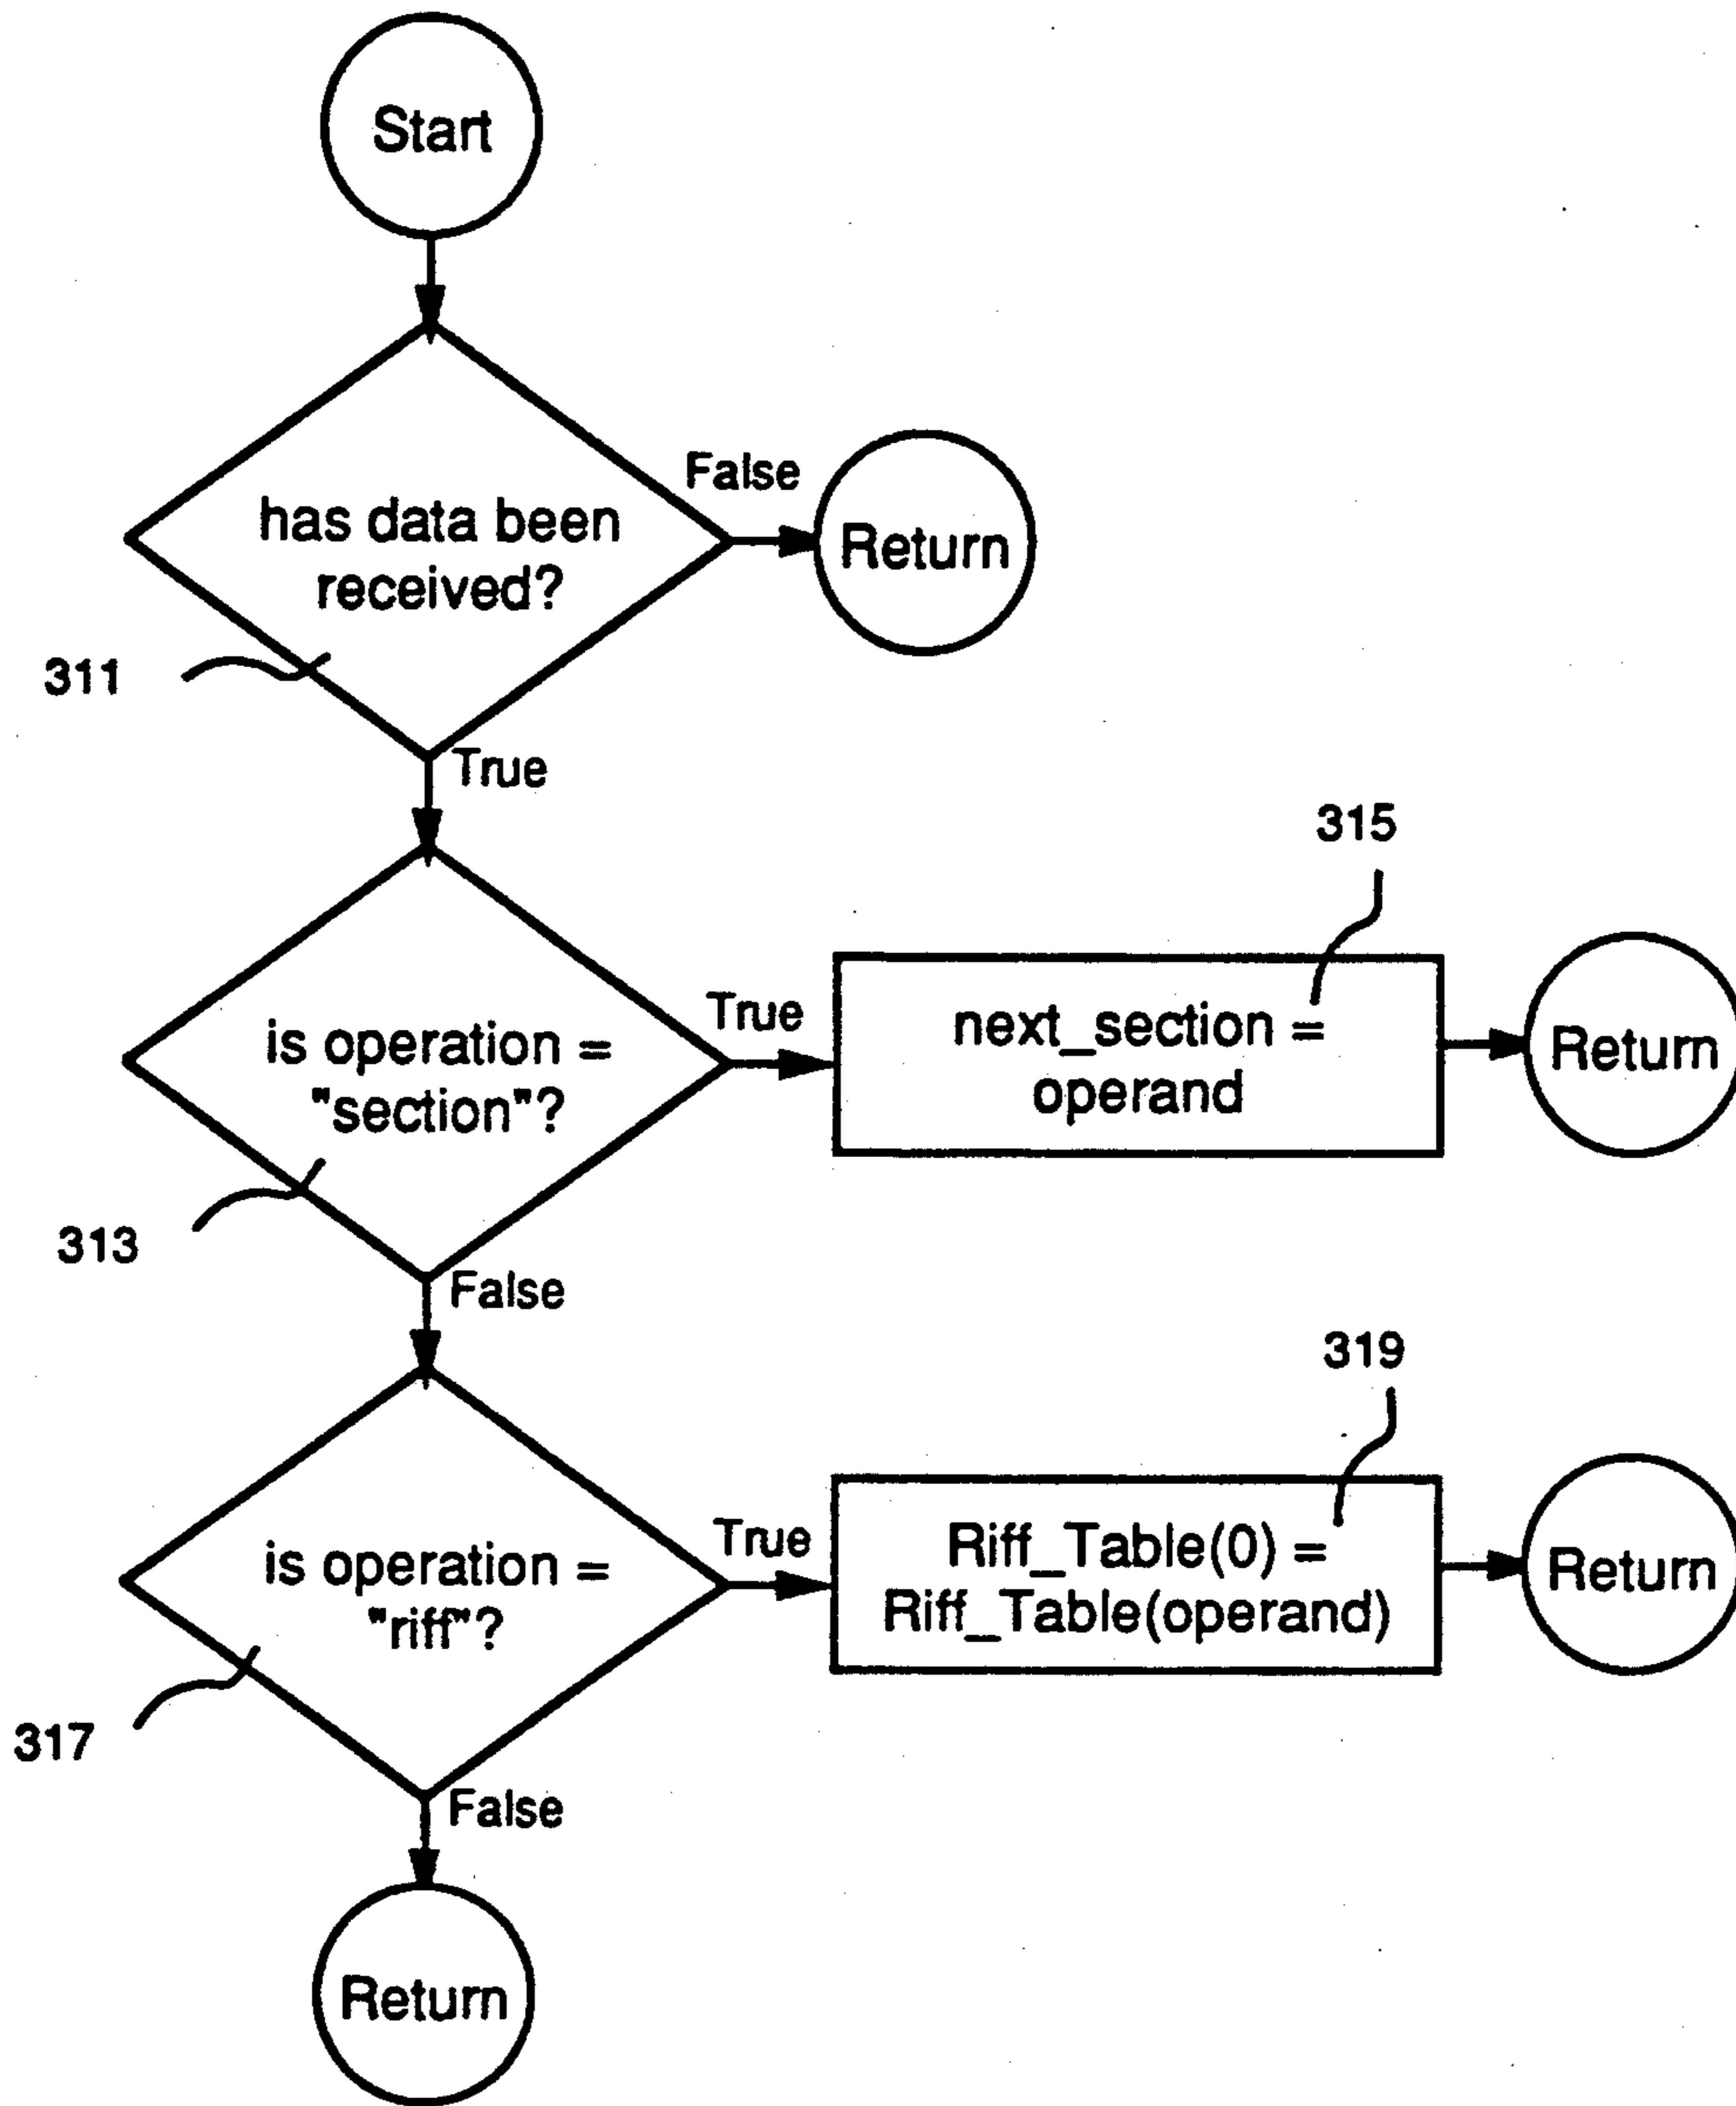 Start
has data been
received?
False
Return
311
True
is operation =
"section"?
True
315
next_section =
operand
Return
313
False
is operation =
"riff"?
True
319
Riff_Table(0) =
Riff_Table(operand)
Return
317
False
Return